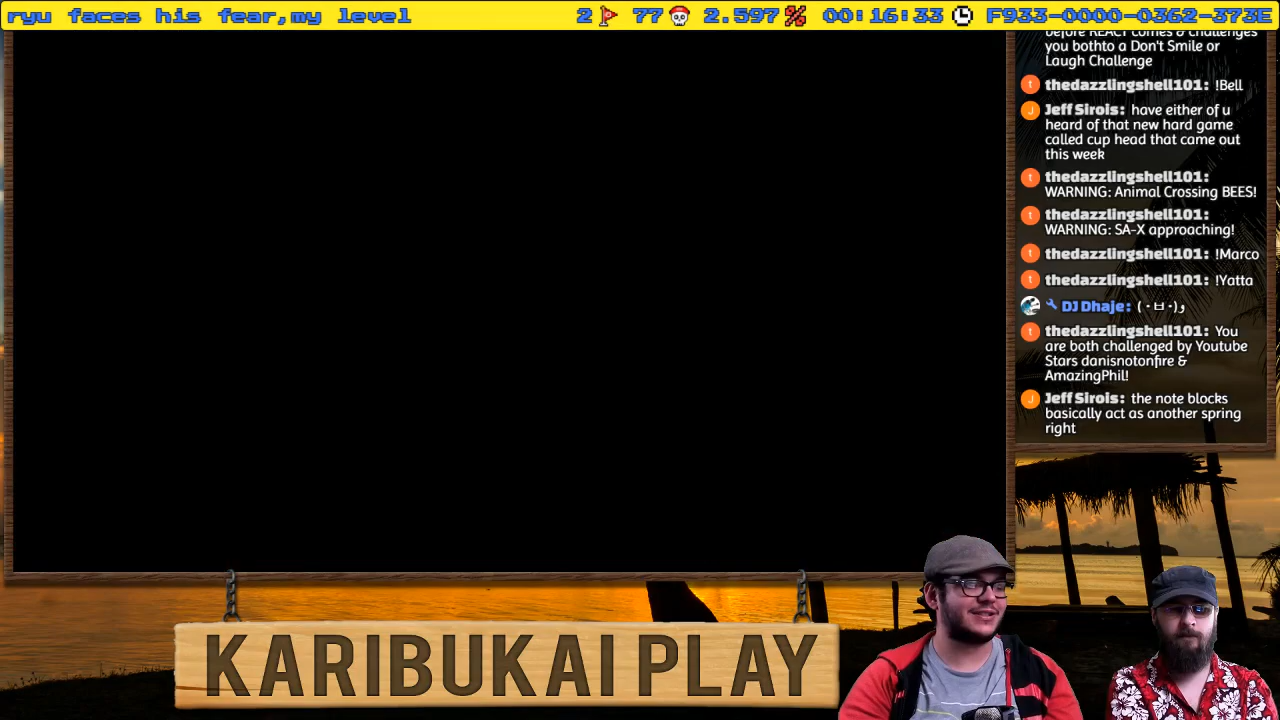 ryu faces his fear,my level 2 77 2.597% 00:16:33 F933-0000-0362-373E
before REACT comes & challenges
you bothto a Don't Smile or
Laugh Challenge
thedazzlingshell101: !Bell
Jeff Sirois: have either of u
heard of that new hard game
called cup head that came out
this week
thedazzlingshell101:
WARNING: Animal Crossing BEES!
thedazzlingshell101:
WARNING: SA-X approaching!
thedazzlingshell101: !Marco
thedazzlingshell101: !Yatta
DJ Dhaje: (・ㅂ・)و
thedazzlingshell101: You
are both challenged by Youtube
Stars danisnotonfire &
AmazingPhil!
Jeff Sirois: the note blocks
basically act as another spring
right
KARIBUKAI PLAY